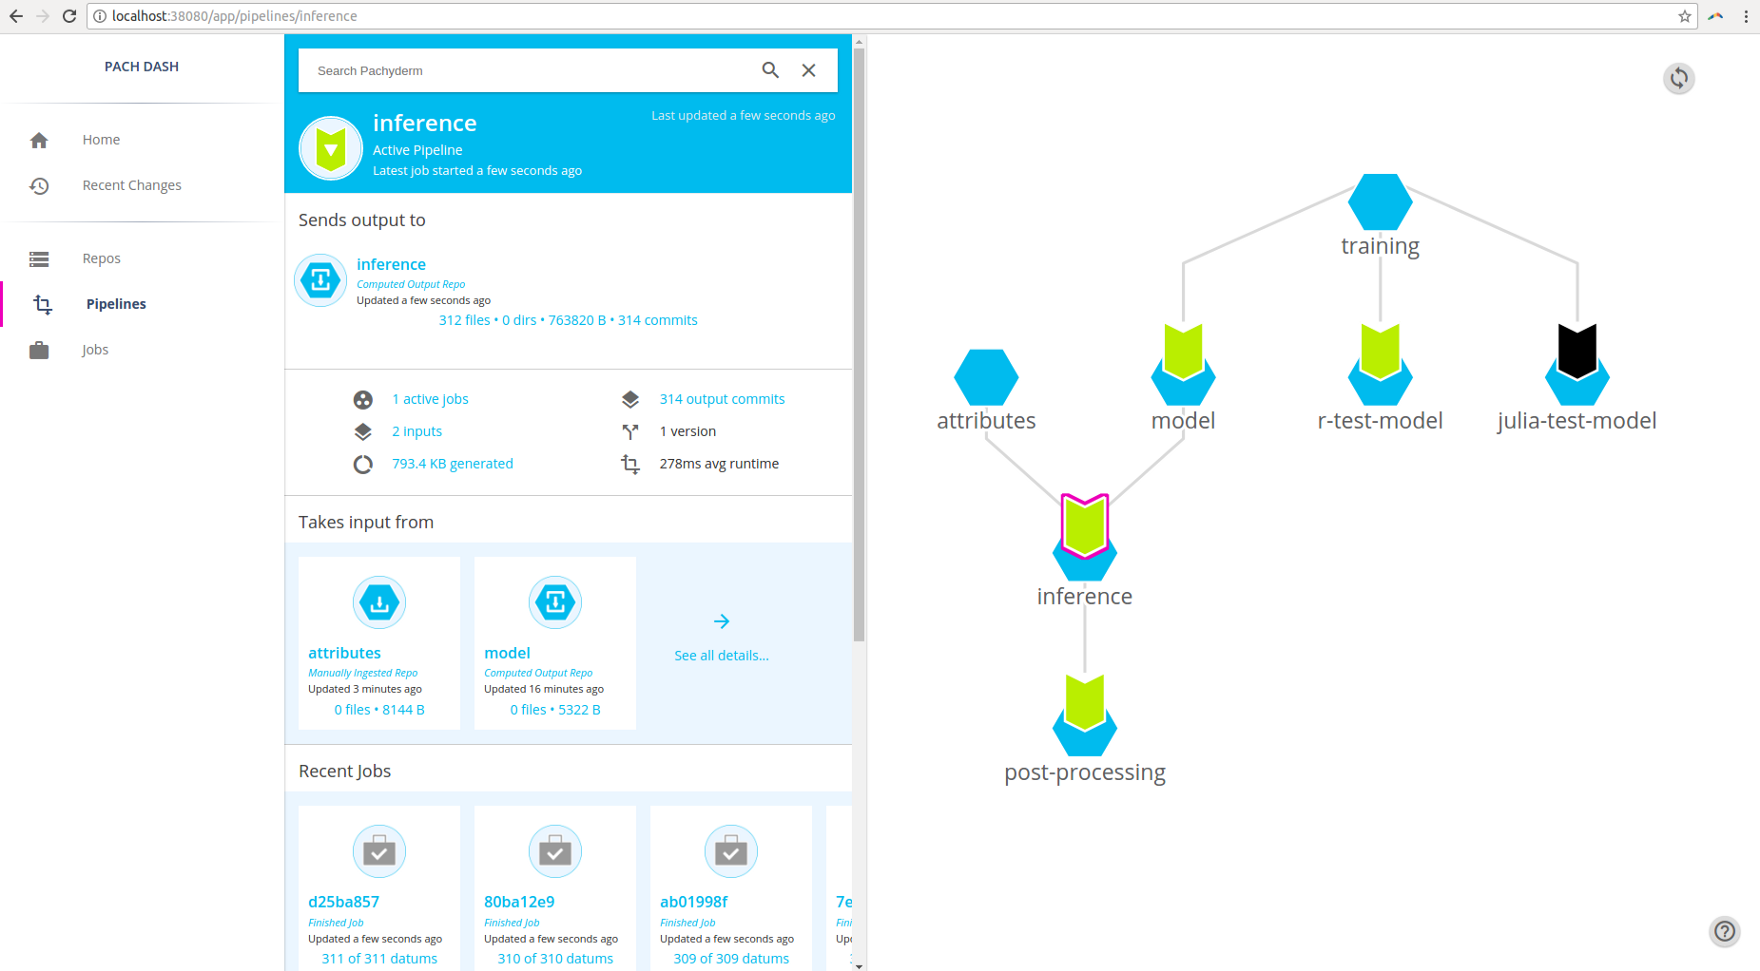 localhost:38080/app/pipelines/inference
PACH DASH
Home
Recent Changes
Repos
Pipelines
Jobs
Search Pachyderm
inference
Last updated a few seconds ago
Active Pipeline
Latest job started a few seconds ago
Sends output to
inference
Computed Output Repo
Updated a few seconds ago
312 files • 0 dirs • 763820 B • 314 commits
1 active jobs
314 output commits
2 inputs
1 version
793.4 KB generated
278ms avg runtime
Takes input from
attributes
Manually Ingested Repo
Updated 3 minutes ago
0 files • 8144 B
model
Computed Output Repo
Updated 16 minutes ago
0 files • 5322 B
See all details...
Recent Jobs
d25ba857
Finished Job
Updated a few seconds ago
311 of 311 datums
80ba12e9
Finished Job
Updated a few seconds ago
310 of 310 datums
ab01998f
Finished Job
Updated a few seconds ago
309 of 309 datums
7e
training
attributes
model
r-test-model
julia-test-model
inference
post-processing